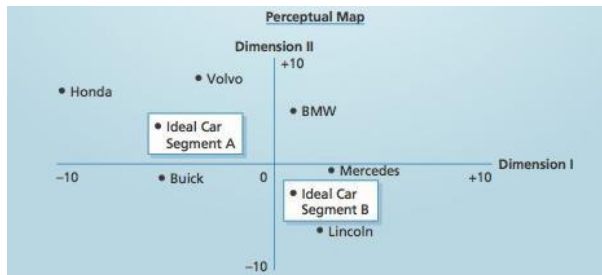 Perceptual Map
Dimension II
+10
• Volvo
• Honda
• BMW
• Ideal Car
Segment A
Dimension I
• Mercedes
-10
• Buick
0
+10
• Ideal Car
Segment B
• Lincoln
-10